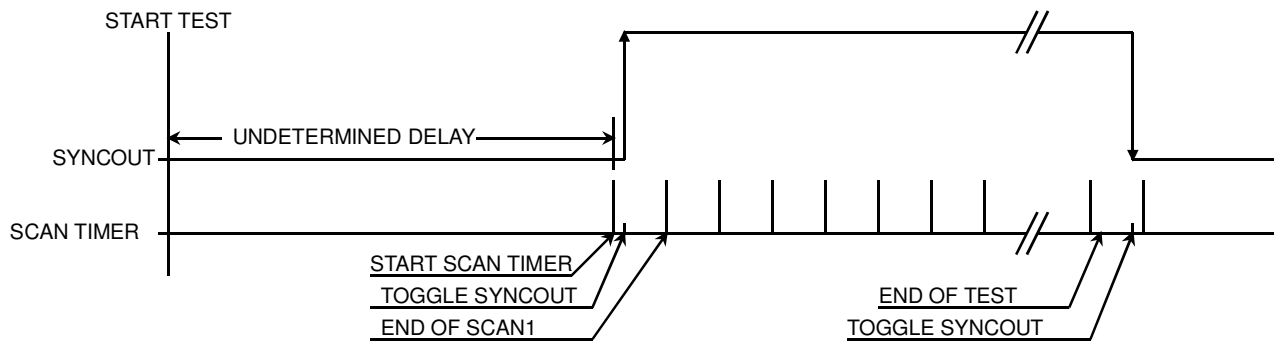 START TEST
UNDETERMINED DELAY
SYNCOUT
SCAN TIMER
START SCAN TIMER
TOGGLE SYNCOUT
END OF SCAN1
END OF TEST
TOGGLE SYNCOUT